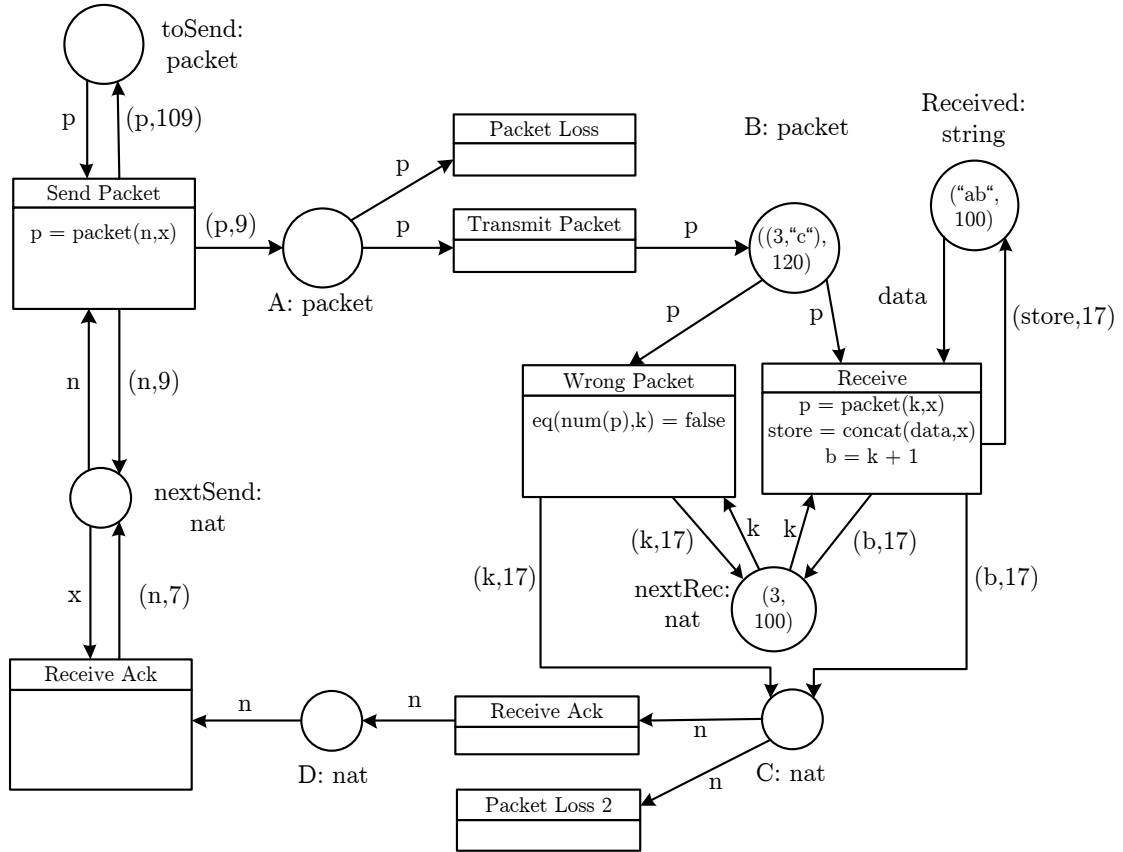 toSend:
packet
p
(p,109)
Send Packet
p = packet(n,x)
(p,9)
A: packet
p
Packet Loss
p
Transmit Packet
p
B: packet
((3,“c“),
120)
Received:
string
(“ab“,
100)
data
(store,17)
p
p
Wrong Packet
eq(num(p),k) = false
Receive
p = packet(k,x)
store = concat(data,x)
b = k + 1
n
(n,9)
nextSend:
nat
x
(n,7)
(k,17)
(k,17)
k
k
(b,17)
(b,17)
nextRec:
nat
(3,
100)
Receive Ack
n
D: nat
n
Receive Ack
n
C: nat
n
Packet Loss 2